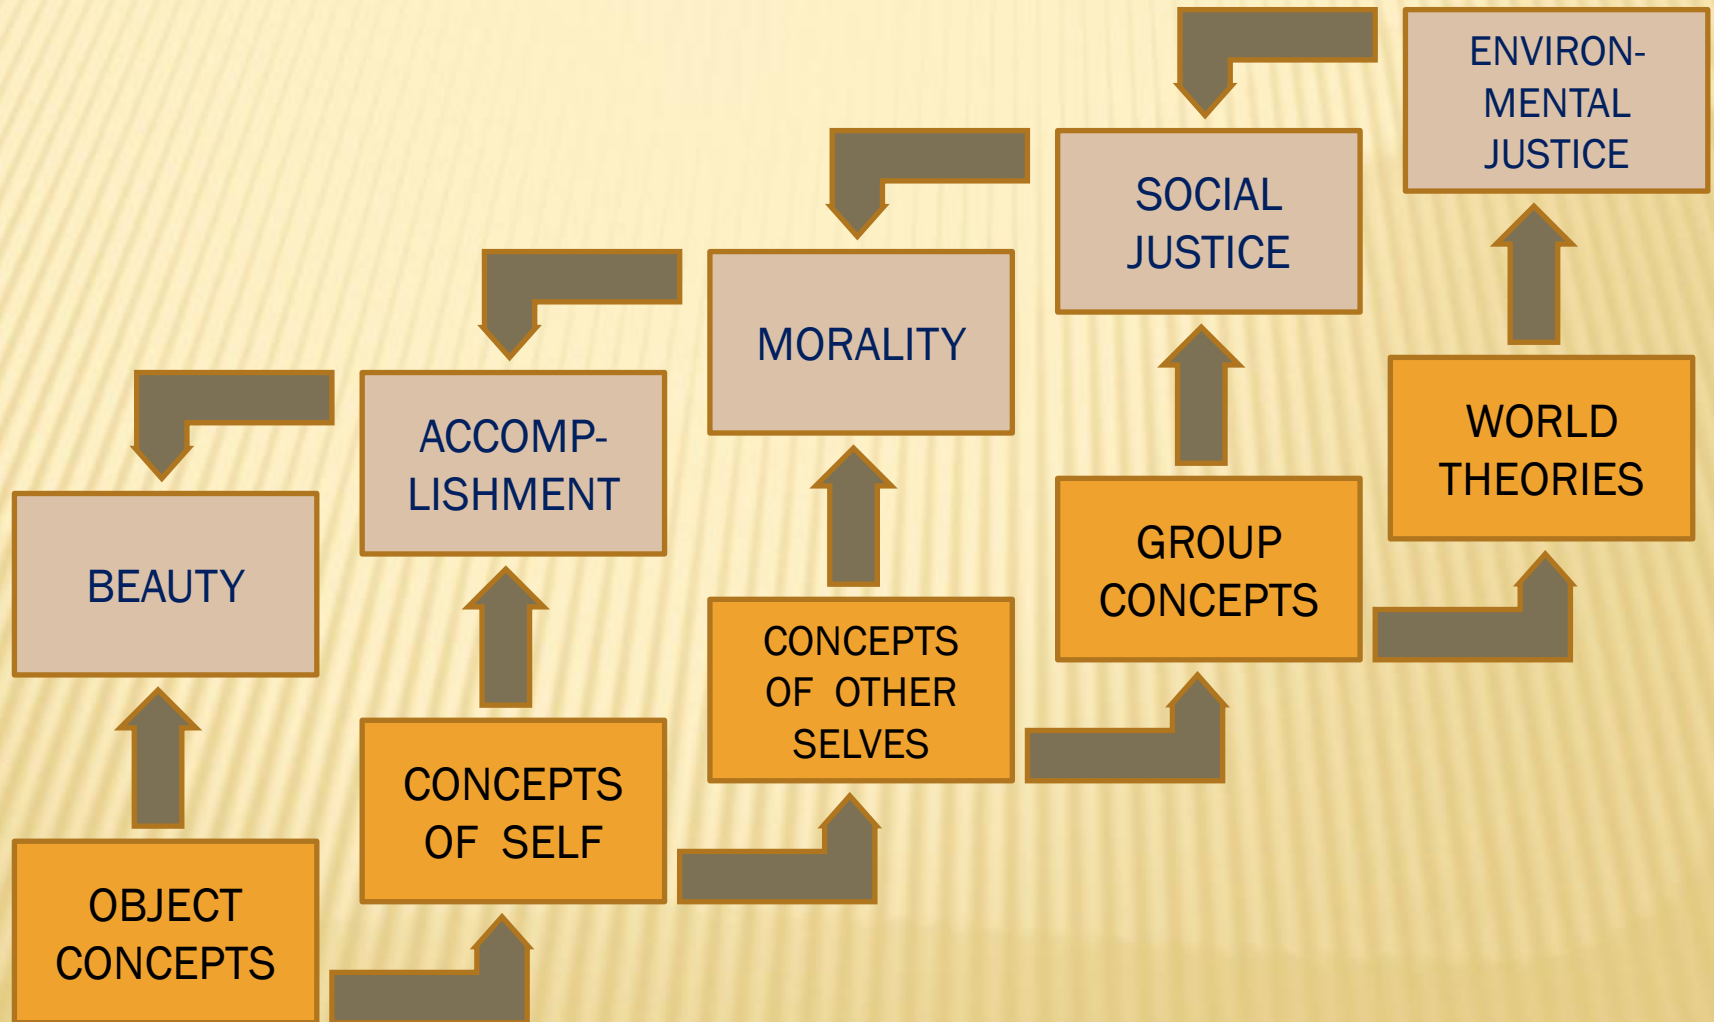 ENVIRON-
MENTAL
JUSTICE
SOCIAL
JUSTICE
MORALITY
ACCOMP-
LISHMENT
BEAUTY
WORLD
THEORIES
GROUP
CONCEPTS
CONCEPTS
OF OTHER
SELVES
CONCEPTS
OF SELF
OBJECT
CONCEPTS